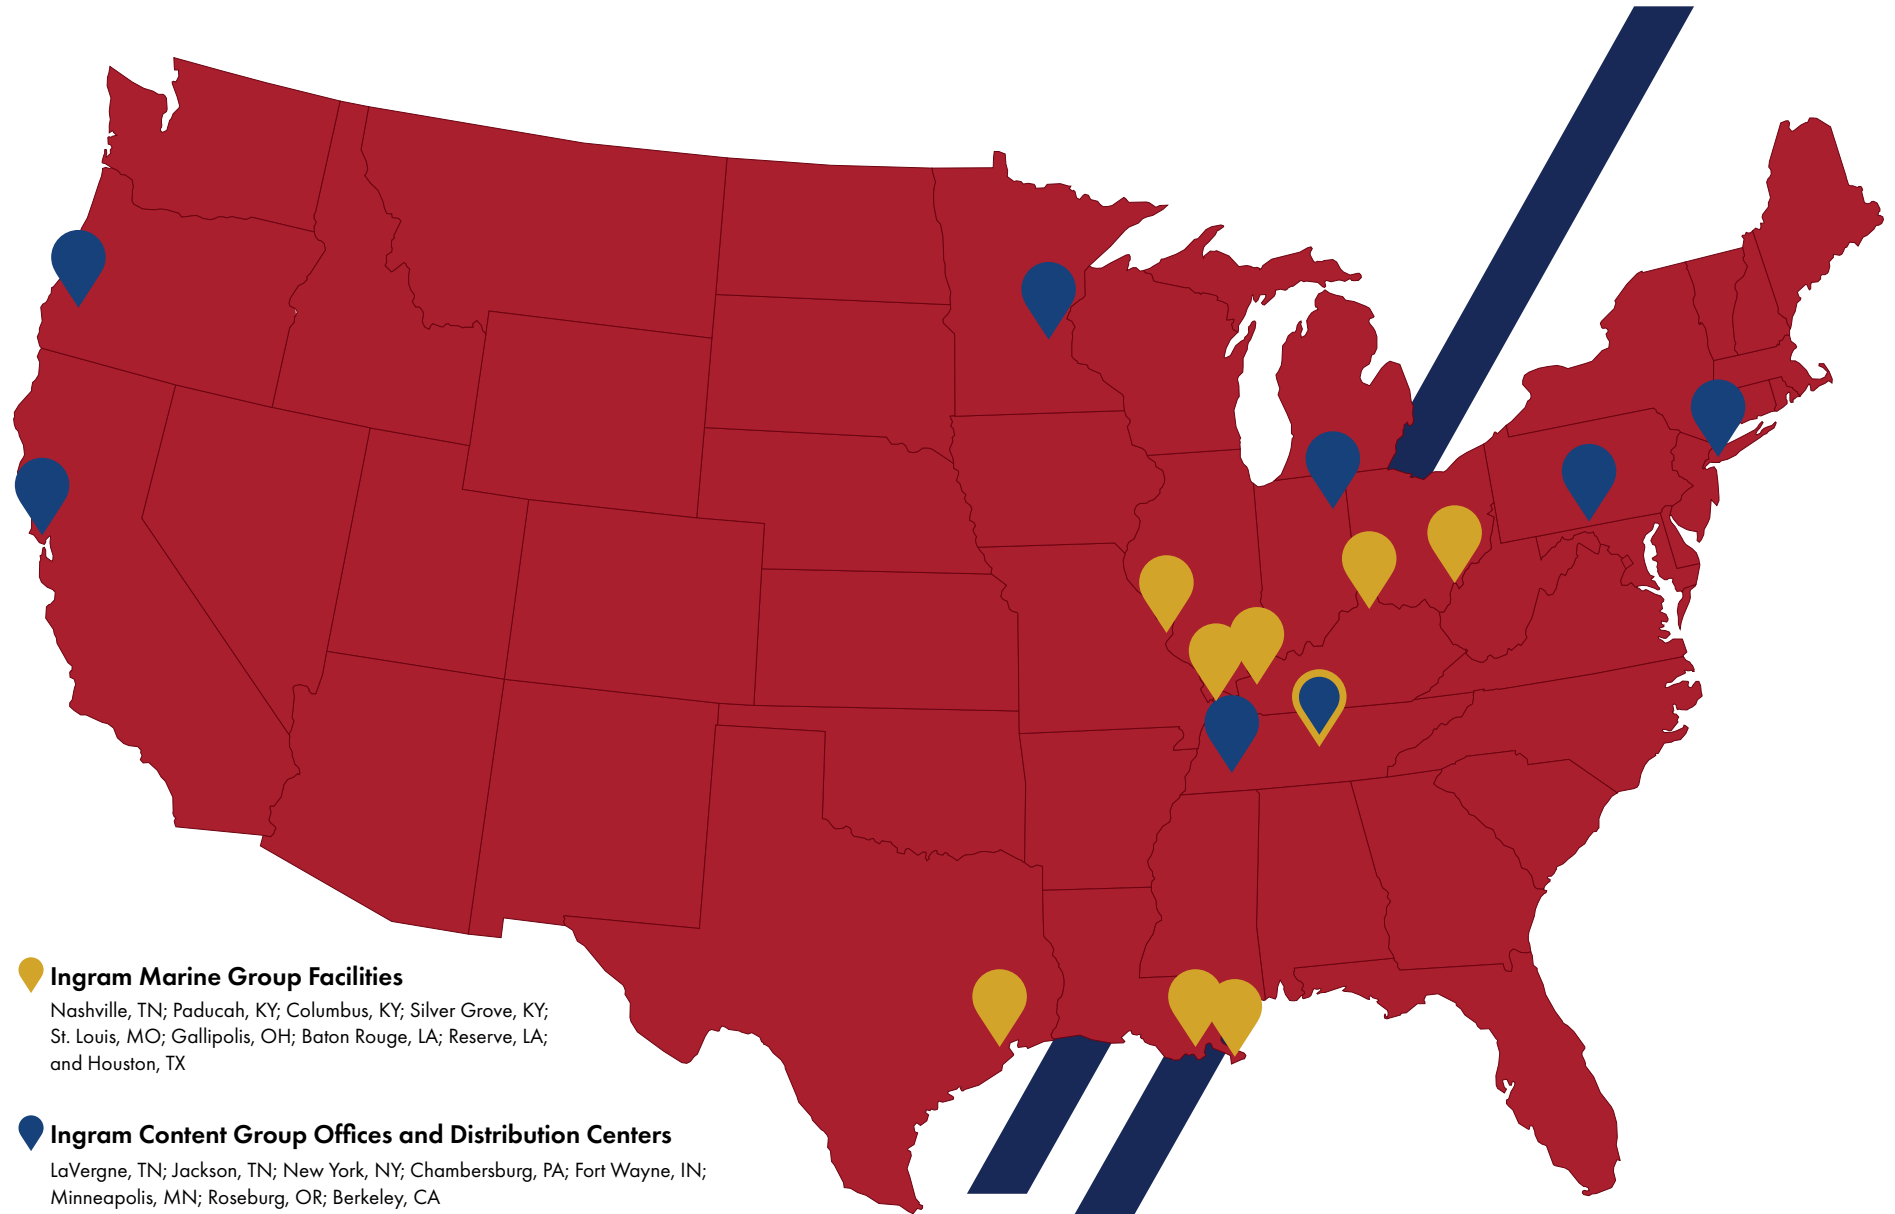 Ingram Marine Group Facilities
Nashville, TN; Paducah, KY; Columbus, KY; Silver Grove, KY;
St. Louis, MO; Gallipolis, OH; Baton Rouge, LA; Reserve, LA;
and Houston, TX
Ingram Content Group Offices and Distribution Centers
LaVergne, TN; Jackson, TN; New York, NY; Chambersburg, PA; Fort Wayne, IN;
Minneapolis, MN; Roseburg, OR; Berkeley, CA